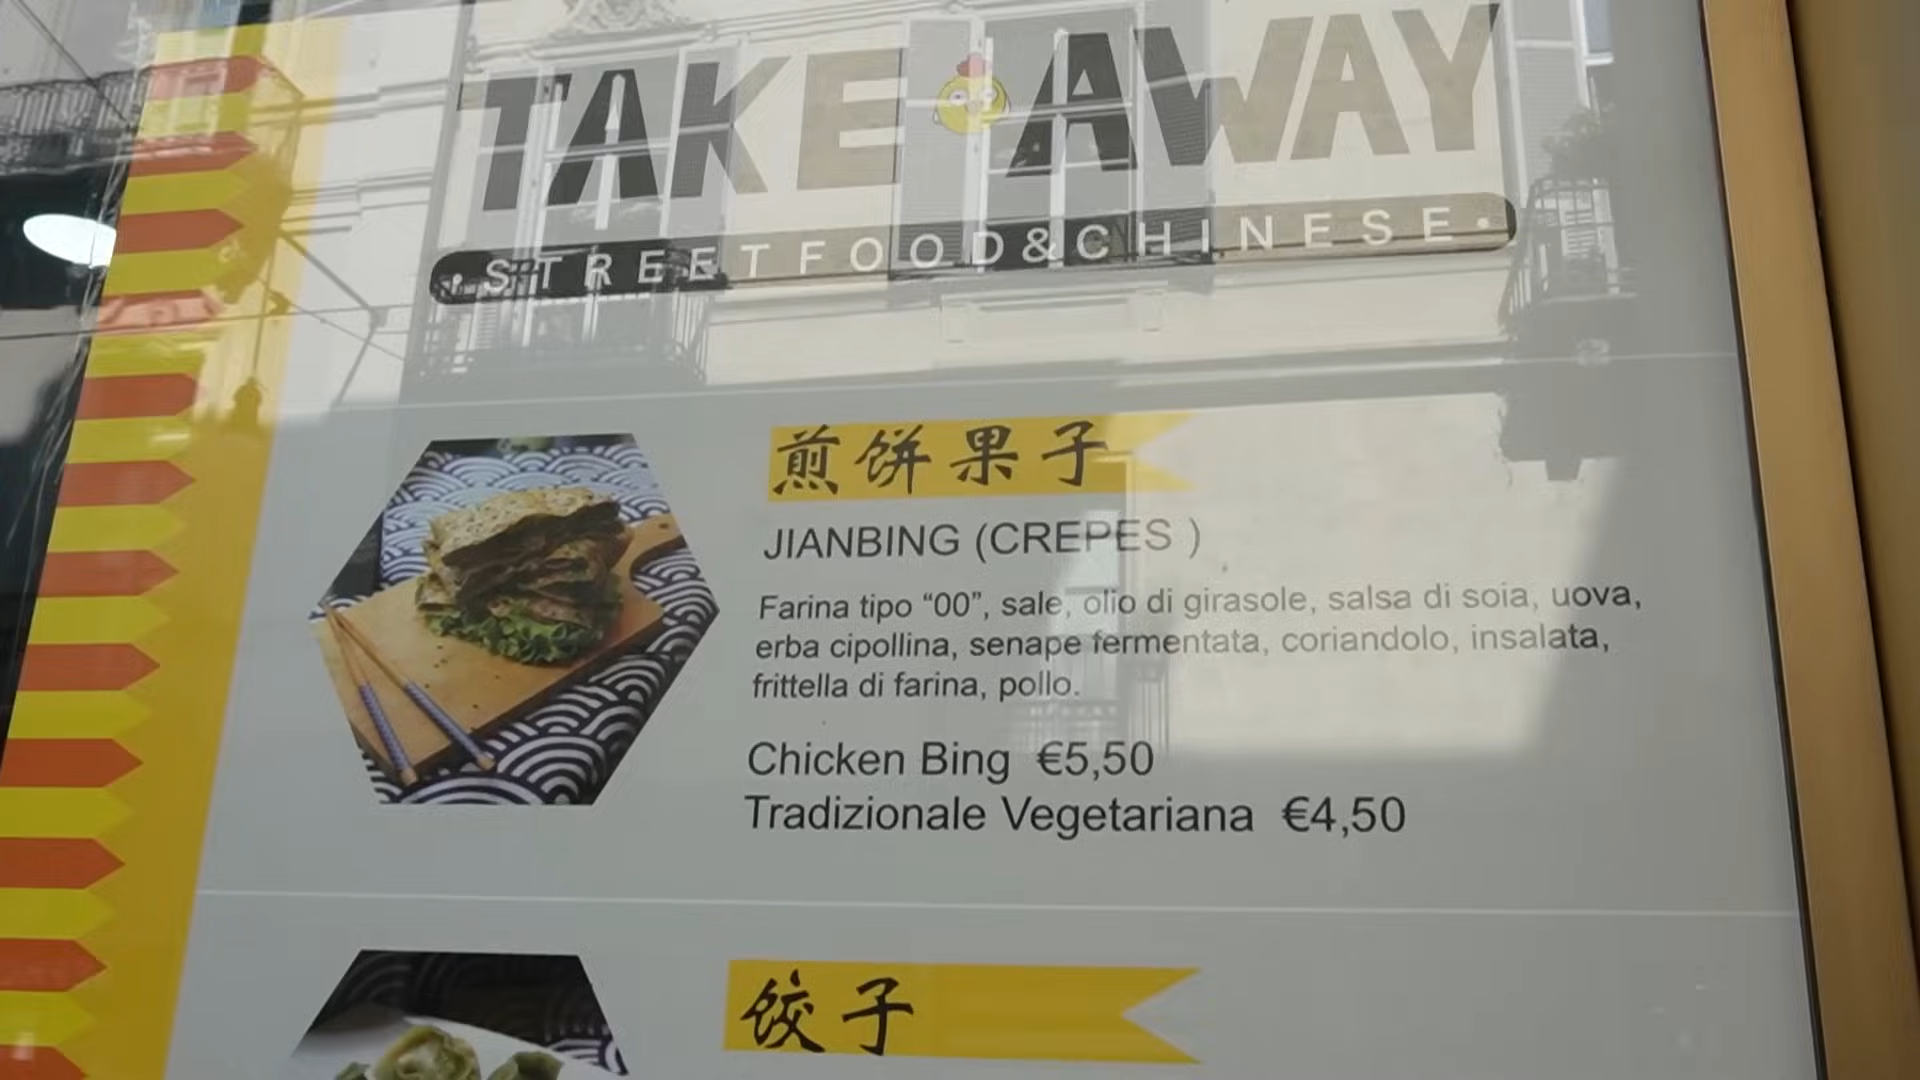 TAKE AWAY
·STREETFOOD&CHINESE·
煎饼果子
JIANBING (CREPES )
Farina tipo “00”, sale, olio di girasole, salsa di soia, uova,
erba cipollina, senape fermentata, coriandolo, insalata,
frittella di farina, pollo.
Chicken Bing €5,50
Tradizionale Vegetariana €4,50
饺子